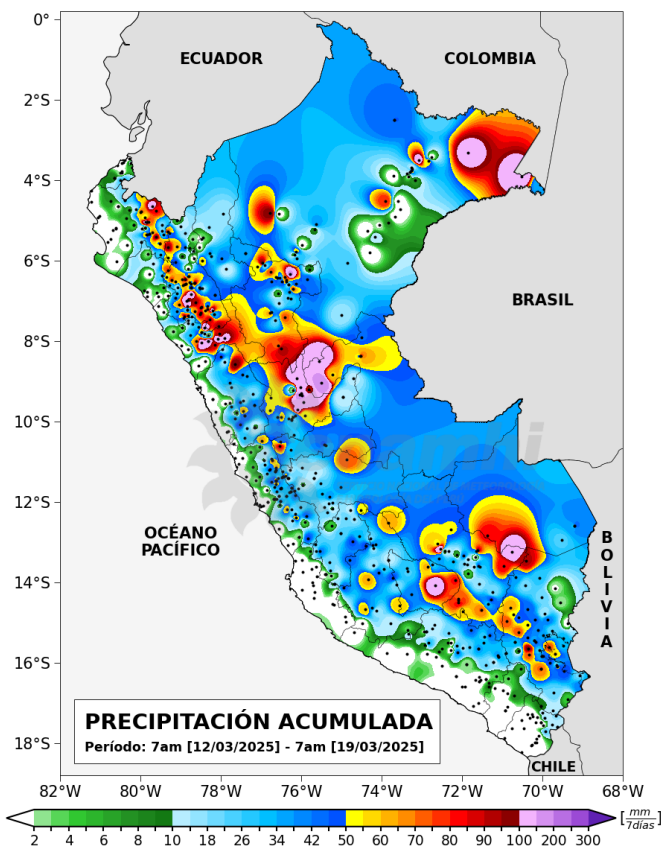 0°
ECUADOR
COLOMBIA
2°S
4°S
6°S
BRASIL
8°S
10°S
senamhi
12°S
OCÉANO
PACÍFICO
BOLIVIA
14°S
16°S
PRECIPITACIÓN ACUMULADA
Período: 7am [12/03/2025] - 7am [19/03/2025]
18°S
CHILE
82°W 80°W 78°W 76°W 74°W 72°W 70°W 68°W
[mm/7días]
2 4 6 8 10 18 26 34 42 50 60 70 80 90 100 200 300